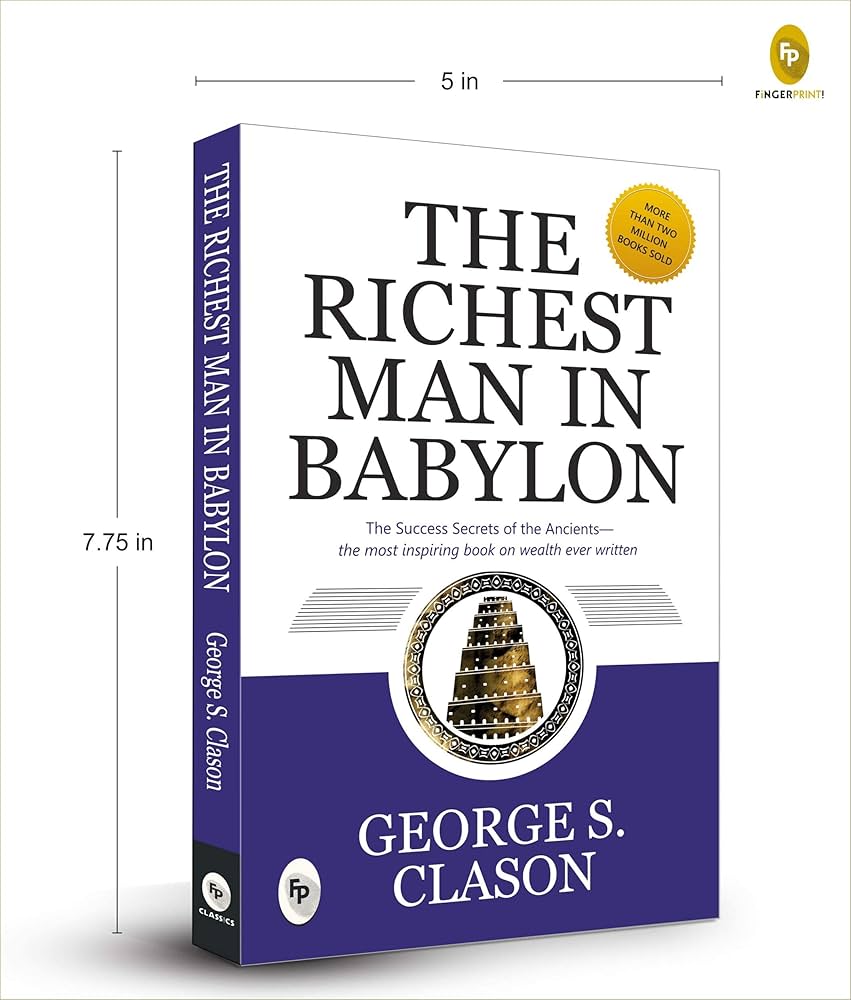 FP
FiNGERPRINT!
5 in
7.75 in
THE RICHEST MAN IN BABYLON George S. Clason
FP
CLASSICS
THE
RICHEST
MAN IN
BABYLON
MORE
THAN TWO
MILLION
BOOKS SOLD
The Success Secrets of the Ancients—
the most inspiring book on wealth ever written
GEORGE S.
CLASON
FP